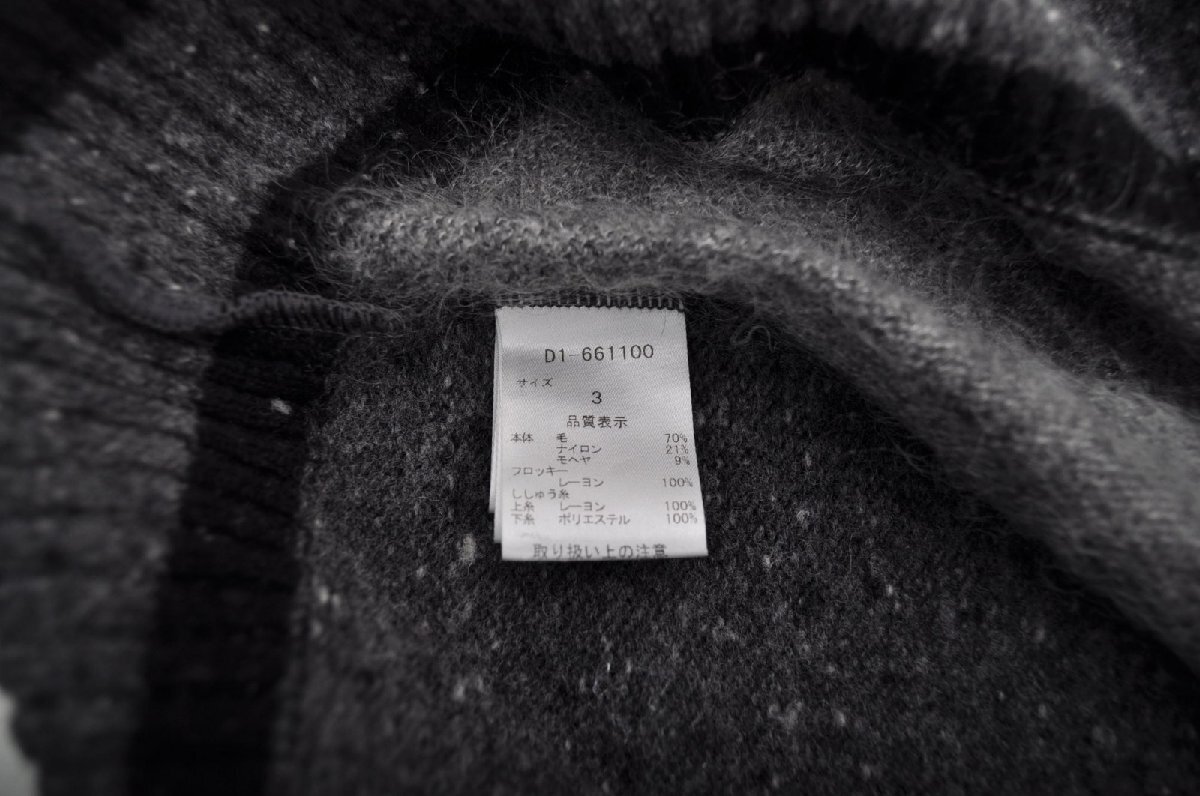 D1-661100
サイズ
3
品質表示
本体 毛 70%
ナイロン 21%
モヘヤ 9%
フロッキー
レーヨン 100%
ししゅう糸
上糸 レーヨン 100%
下糸 ポリエステル 100%
取り扱い上の注意